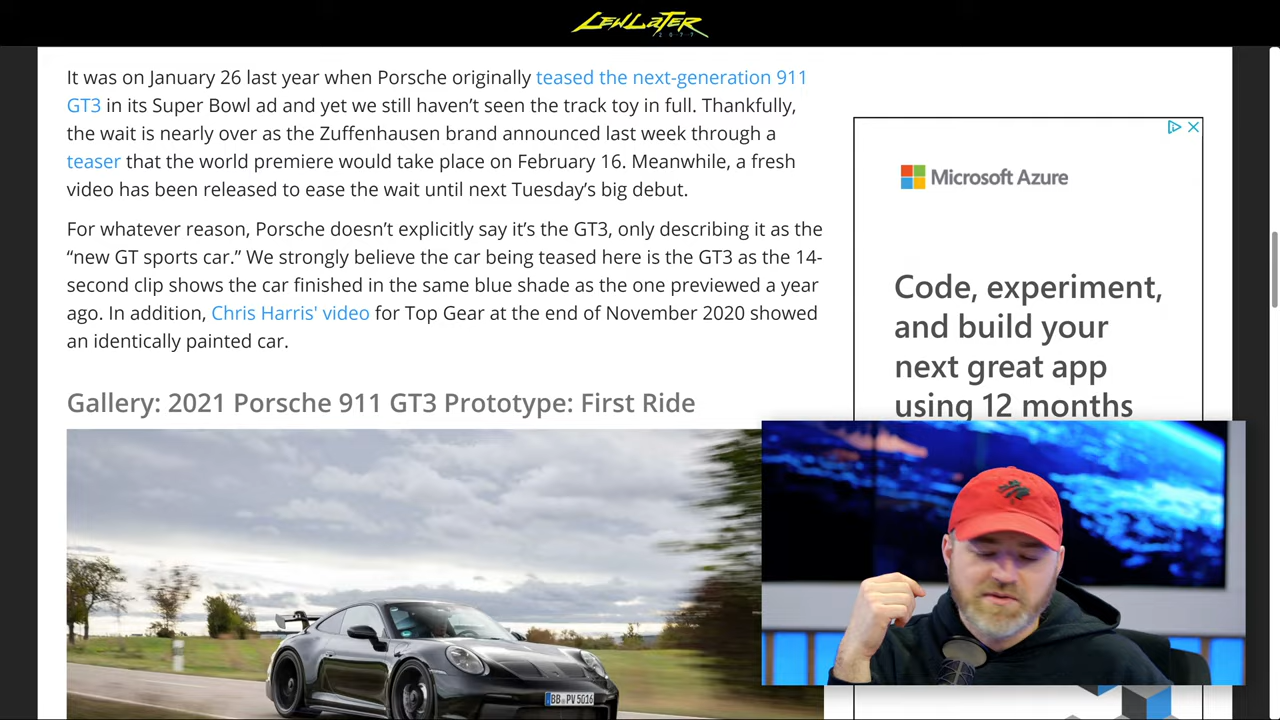 LEWLATER
2077
It was on January 26 last year when Porsche originally teased the next-generation 911
GT3 in its Super Bowl ad and yet we still haven’t seen the track toy in full. Thankfully,
the wait is nearly over as the Zuffenhausen brand announced last week through a
teaser that the world premiere would take place on February 16. Meanwhile, a fresh
video has been released to ease the wait until next Tuesday’s big debut.
For whatever reason, Porsche doesn’t explicitly say it’s the GT3, only describing it as the
“new GT sports car.” We strongly believe the car being teased here is the GT3 as the 14-
second clip shows the car finished in the same blue shade as the one previewed a year
ago. In addition, Chris Harris' video for Top Gear at the end of November 2020 showed
an identically painted car.
Gallery: 2021 Porsche 911 GT3 Prototype: First Ride
BB PV 5016
Microsoft Azure
Code, experiment,
and build your
next great app
using 12 months